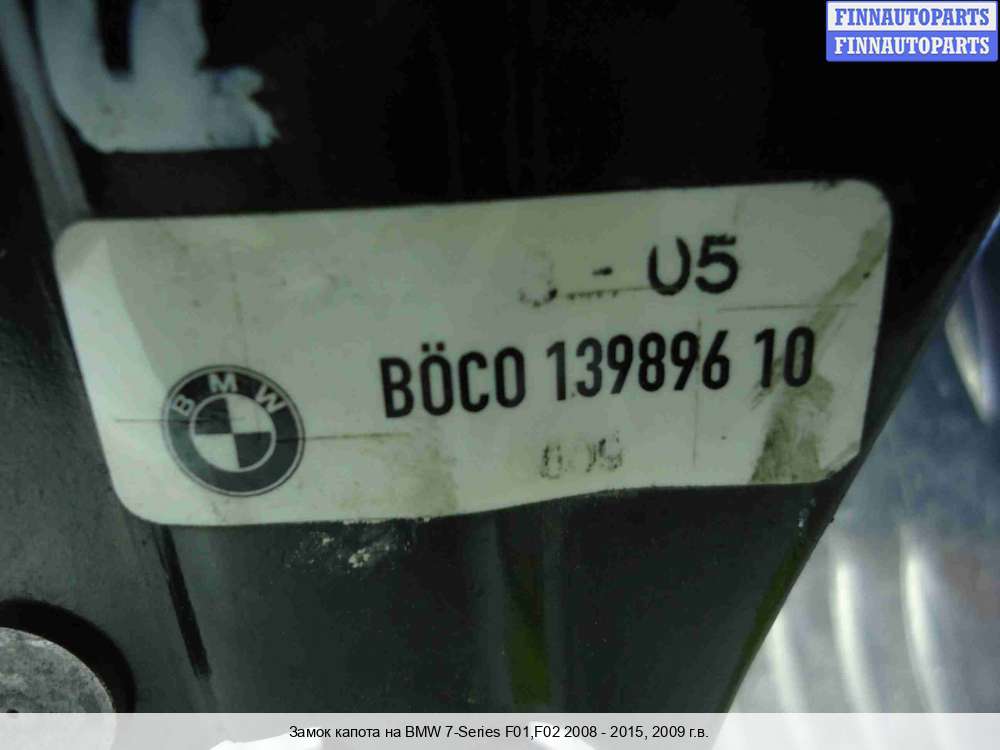 FINNAUTOPARTS
FINNAUTOPARTS
- 05
BÖCO 139896 10
BMW
Замок капота на BMW 7-Series F01,F02 2008 - 2015, 2009 г.в.